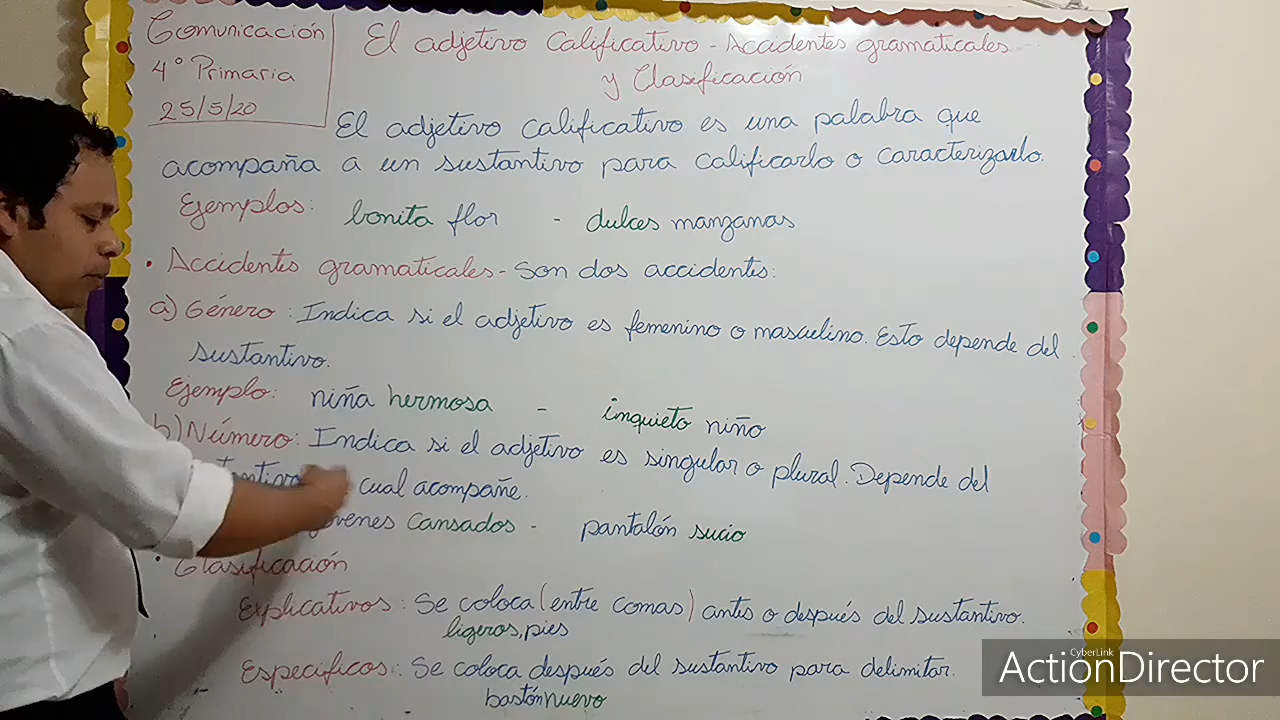 Comunicación
4° Primaria
25/5/20
El adjetivo Calificativo - Accidentes gramaticales
y Clasificación
El adjetivo calificativo es una palabra que
acompaña a un sustantivo para calificarlo o caracterizarlo.
Ejemplos: bonita flor - dulces manzanas
• Accidentes gramaticales - Son dos accidentes:
a) Género: Indica si el adjetivo es femenino o masculino. Esto depende del
sustantivo.
Ejemplo: niña hermosa - inquieto niño
b) Número: Indica si el adjetivo es singular o plural. Depende del
cual acompañe.
cansados - pantalón sucio
• Clasificación
Explicativos: Se coloca (entre comas) antes o después del sustantivo.
ligeros, pies
Específicos: Se coloca después del sustantivo para delimitar.
bastón nuevo
CyberLink
ActionDirector